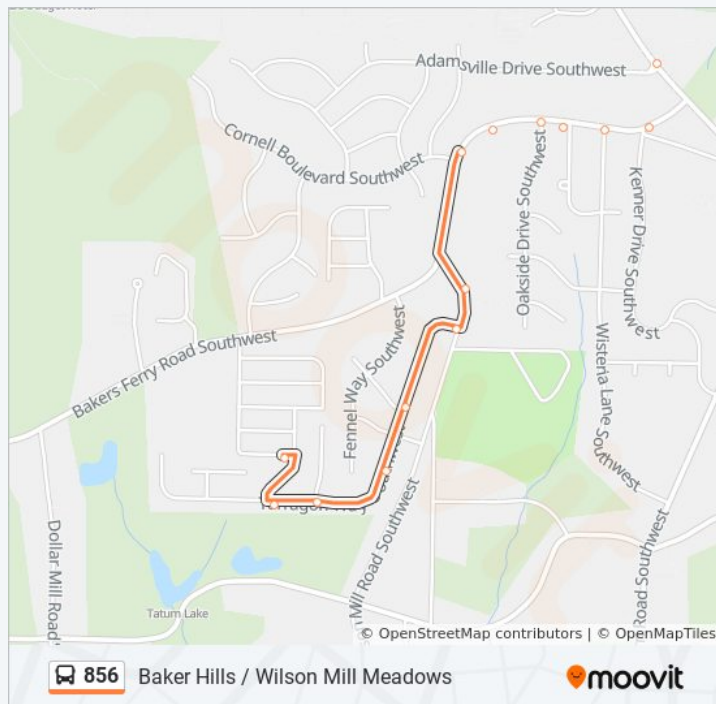 Adamsville Drive Southwest
Cornell Boulevard Southwest
Oakside Drive Southwest
Kenner Drive Southwest
Bakers Ferry Road Southwest
Fennel Way Southwest
Wisteria Lane Southwest
Dollar Mill Road
Mill Road Southwest
Road Southwest
Tatum Lake
© OpenStreetMap contributors | © OpenMapTiles
856 Baker Hills / Wilson Mill Meadows
moovit